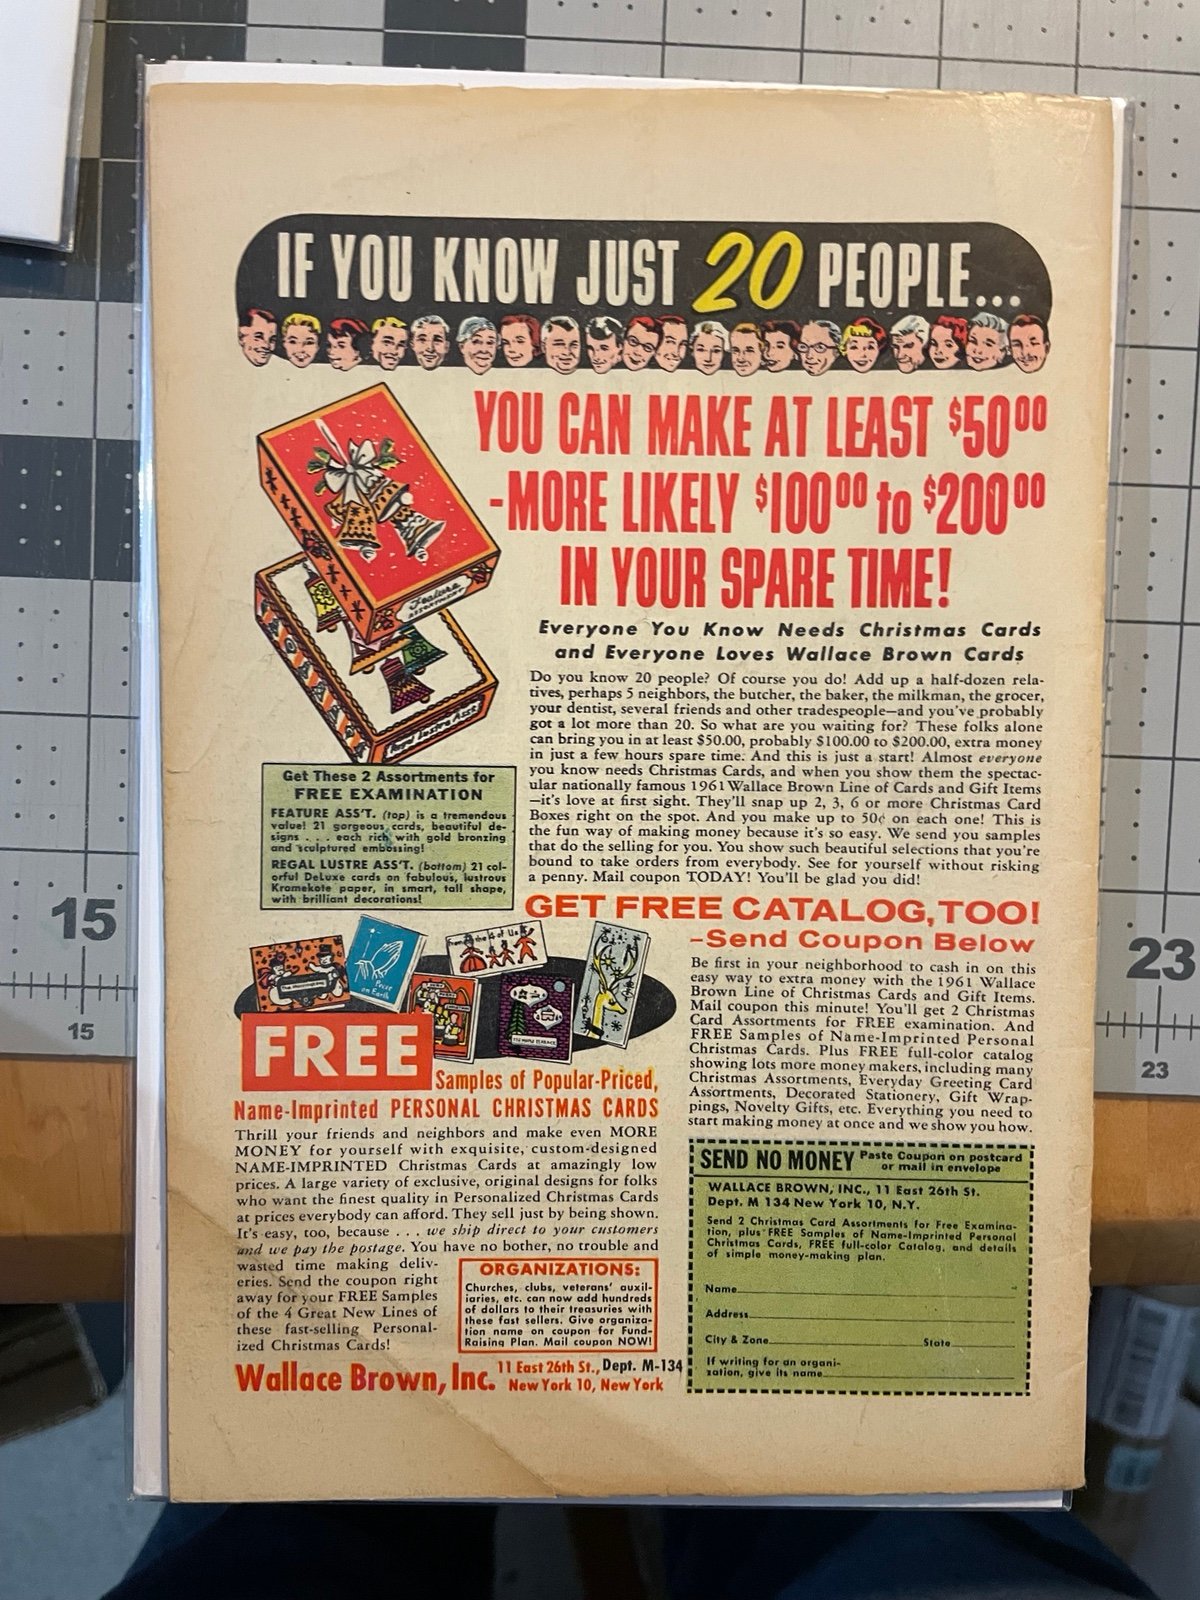 IF YOU KNOW JUST 20 PEOPLE...
YOU CAN MAKE AT LEAST $50.00
-MORE LIKELY $100.00 to $200.00
IN YOUR SPARE TIME!
Everyone You Know Needs Christmas Cards
and Everyone Loves Wallace Brown Cards
Do you know 20 people? Of course you do! Add up a half-dozen rela-
tives, perhaps 5 neighbors, the butcher, the baker, the milkman, the grocer,
your dentist, several friends and other tradespeople—and you've probably
got a lot more than 20. So what are you waiting for? These folks alone
can bring you in at least $50.00, probably $100.00 to $200.00, extra money
in just a few hours spare time. And this is just a start! Almost everyone
you know needs Christmas Cards, and when you show them the spectac-
ular nationally famous 1961 Wallace Brown Line of Cards and Gift Items
—it's love at first sight. They'll snap up 2, 3, 6 or more Christmas Card
Boxes right on the spot. And you make up to 50¢ on each one! This is
the fun way of making money because it's so easy. We send you samples
that do the selling for you. You show such beautiful selections that you're
bound to take orders from everybody. See for yourself without risking
a penny. Mail coupon TODAY! You'll be glad you did!
Feature
ASSORTMENT
Regal Lustre Asst
Get These 2 Assortments for
FREE EXAMINATION
FEATURE ASS'T. (top) is a tremendous
value! 21 gorgeous cards, beautiful de-
signs . . . each rich with gold bronzing
and sculptured embossing!
REGAL LUSTRE ASS'T. (bottom) 21 col-
orful DeLuxe cards on fabulous, lustrous
Kromekote paper, in smart, tall shape,
with brilliant decorations!
GET FREE CATALOG, TOO!
–Send Coupon Below
Be first in your neighborhood to cash in on this
easy way to extra money with the 1961 Wallace
Brown Line of Christmas Cards and Gift Items.
Mail coupon this minute! You'll get 2 Christmas
Card Assortments for FREE examination. And
FREE Samples of Name-Imprinted Personal
Christmas Cards. Plus FREE full-color catalog
showing lots more money makers, including many
Christmas Assortments, Everyday Greeting Card
Assortments, Decorated Stationery, Gift Wrap-
pings, Novelty Gifts, etc. Everything you need to
start making money at once and we show you how.
Peace
on Earth
From the 4 of Us
FREE
Samples of Popular-Priced,
Name-Imprinted PERSONAL CHRISTMAS CARDS
Thrill your friends and neighbors and make even MORE
MONEY for yourself with exquisite, custom-designed
NAME-IMPRINTED Christmas Cards at amazingly low
prices. A large variety of exclusive, original designs for folks
who want the finest quality in Personalized Christmas Cards
at prices everybody can afford. They sell just by being shown.
It's easy, too, because . . . we ship direct to your customers
and we pay the postage. You have no bother, no trouble and
wasted time making deliv-
eries. Send the coupon right
away for your FREE Samples
of the 4 Great New Lines of
these fast-selling Personal-
ized Christmas Cards!
ORGANIZATIONS:
Churches, clubs, veterans' auxil-
iaries, etc. can now add hundreds
of dollars to their treasuries with
these fast sellers. Give organiza-
tion name on coupon for Fund-
Raising Plan. Mail coupon NOW!
Wallace Brown, Inc. 11 East 26th St., Dept. M-134
New York 10, New York
SEND NO MONEY Paste Coupon on postcard
or mail in envelope
WALLACE BROWN, INC., 11 East 26th St.
Dept. M 134 New York 10, N.Y.
Send 2 Christmas Card Assortments for Free Examina-
tion, plus FREE Samples of Name-Imprinted Personal
Christmas Cards, FREE full-color Catalog, and details
of simple money-making plan.
Name
Address
City & Zone State
If writing for an organi-
zation, give its name
15
15
23
23